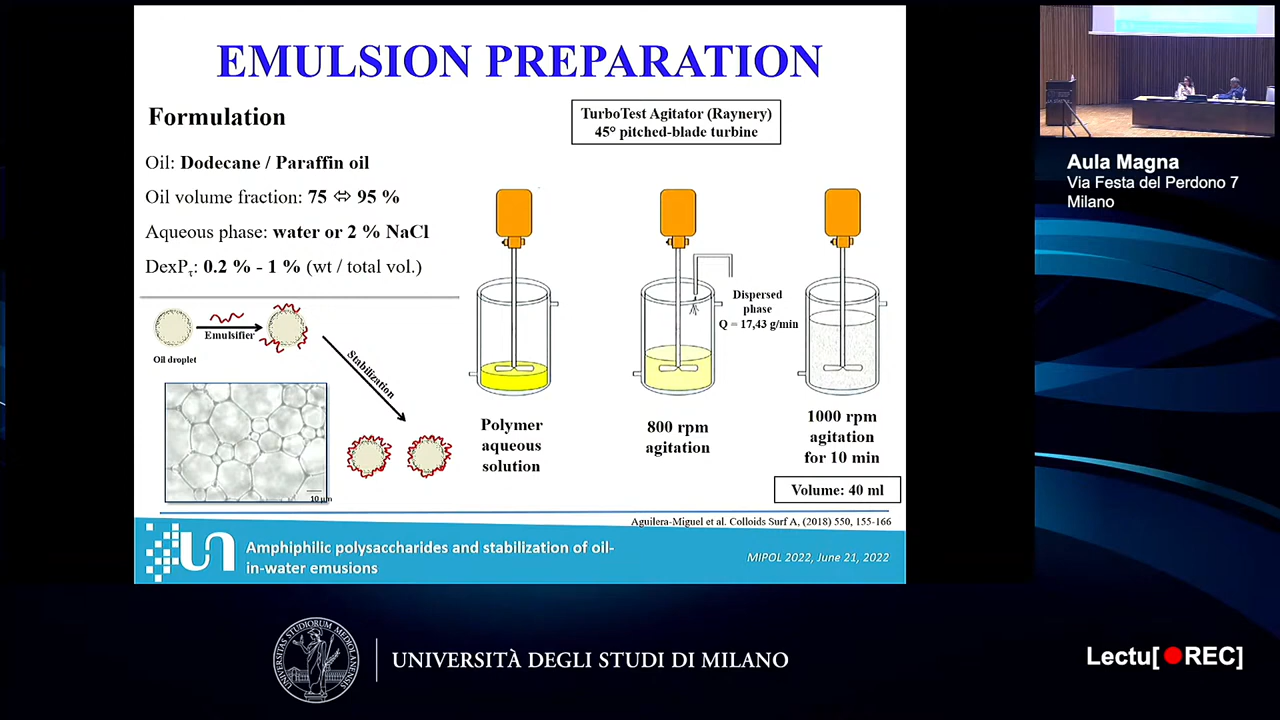 EMULSION PREPARATION
Formulation
Oil: Dodecane / Paraffin oil
Oil volume fraction: 75 ⇔ 95 %
Aqueous phase: water or 2 % NaCl
DexPτ: 0.2 % - 1 % (wt / total vol.)
TurboTest Agitator (Raynery)
45° pitched-blade turbine
Oil droplet
Emulsifier
Stabilization
10 µm
Dispersed
phase
Q = 17,43 g/min
Polymer
aqueous
solution
800 rpm
agitation
1000 rpm
agitation
for 10 min
Volume: 40 ml
Aguilera-Miguel et al. Colloids Surf A, (2018) 550, 155-166
UN
Amphiphilic polysaccharides and stabilization of oil-
in-water emusions
MIPOL 2022, June 21, 2022
Aula Magna
Via Festa del Perdono 7
Milano
UNIVERSITÀ DEGLI STUDI DI MILANO
Lectu[REC]